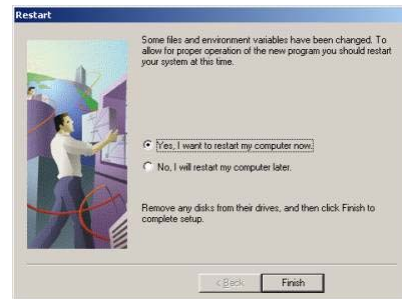 Restart
Some files and environment variables have been changed. To
allow for proper operation of the new program you should restart
your system at this time.
Yes, I want to restart my computer now.
No, I will restart my computer later.
Remove any disks from their drives, and then click Finish to
complete setup.
< Back
Finish